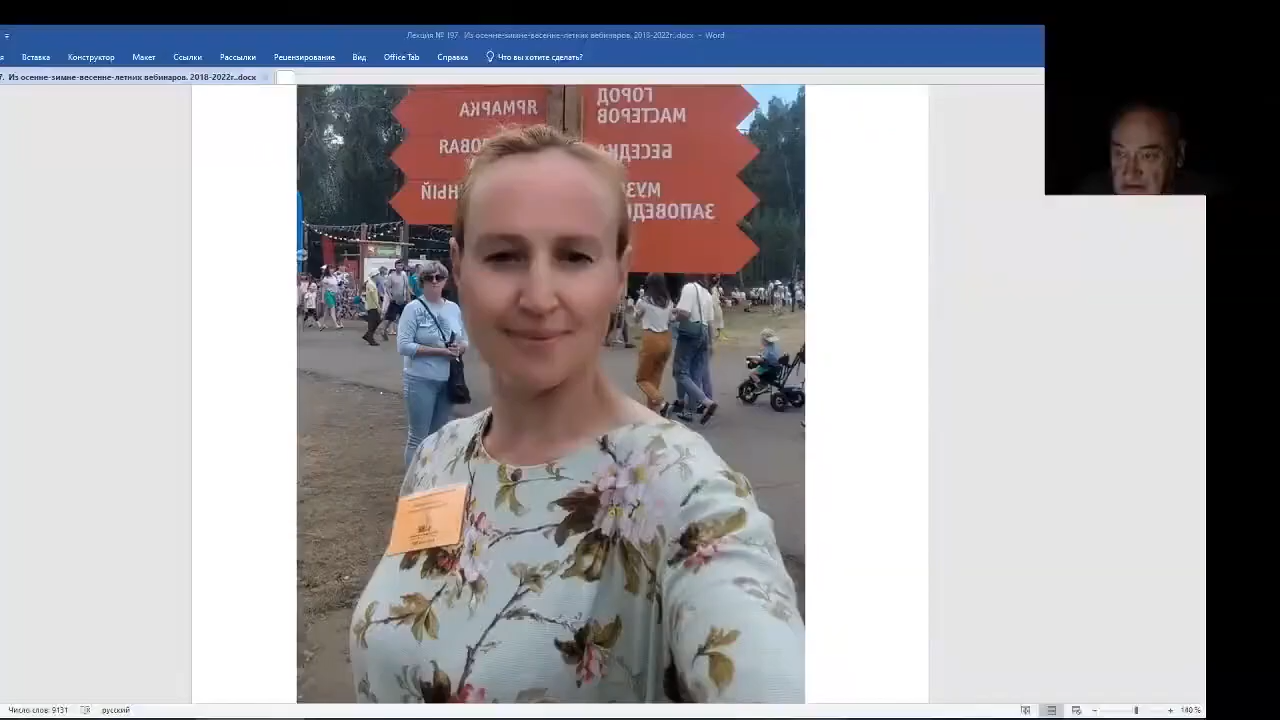 Лекция № 197. Из осенне-зимне-весенне-летних вебинаров. 2018-2022г..docx - Word
Вставка Конструктор Макет Ссылки Рассылки Рецензирование Вид Office Tab Справка Что вы хотите сделать?
7. Из осенне-зимне-весенне-летних вебинаров. 2018-2022г..docx
ЯРМАРКА
ГОРОД
МАСТЕРОВ
БЕСЕДКА
ЗАПОВЕДН
Число слов: 9131 русский
140 %